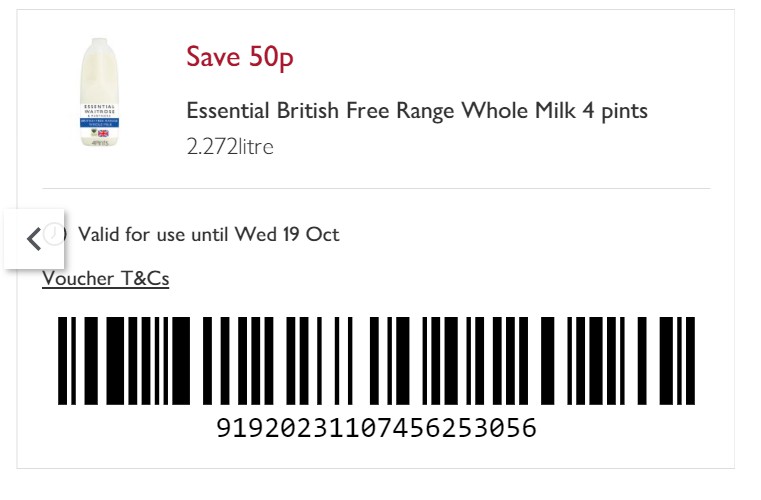 Save 50p
ESSENTIAL
WAITROSE
Essential British Free Range Whole Milk 4 pints
2.272litre
Valid for use until Wed 19 Oct
Voucher T&Cs
91920231107456253056